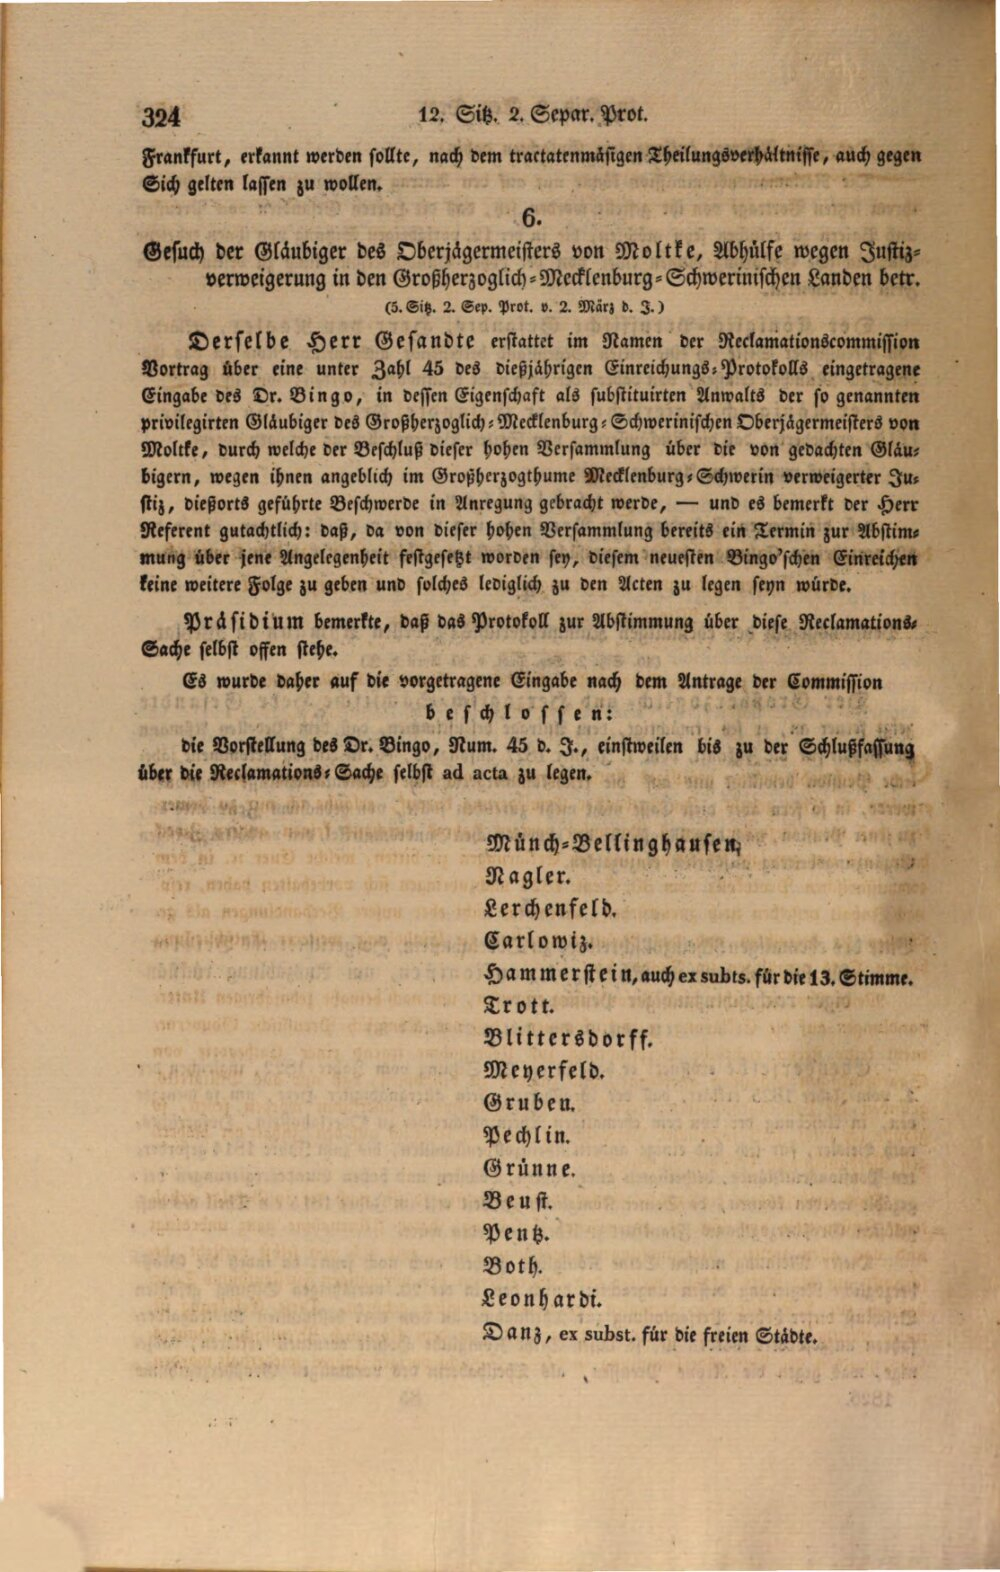 324 12. Sitz. 2. Separ. Prot.
Frankfurt, erkannt werden sollte, nach dem tractatenmäsigen Theilungsverhältnisse, auch gegen
Sich gelten lassen zu wollen.
6.
Gesuch der Gläubiger des Oberjägermeisters von Moltke, Abhülfe wegen Justiz-
verweigerung in den Großherzoglich-Mecklenburg-Schwerinischen Landen betr.
(5. Sitz. 2. Sep. Prot. v. 2. März d. J.)
Derselbe Herr Gesandte erstattet im Namen der Reclamationscommission
Vortrag über eine unter Zahl 45 des dießjährigen Einreichungs-Protokolls eingetragene
Eingabe des Dr. Bingo, in dessen Eigenschaft als substituirten Anwalts der so genannten
privilegirten Gläubiger des Großherzoglich-Mecklenburg-Schwerinischen Oberjägermeisters von
Moltke, durch welche der Beschluß dieser hohen Versammlung über die von gedachten Gläu-
bigern, wegen ihnen angeblich im Großherzogthume Mecklenburg-Schwerin verweigerter Ju-
stiz, dießorts geführte Beschwerde in Anregung gebracht werde, — und es bemerkt der Herr
Referent gutachtlich: daß, da von dieser hohen Versammlung bereits ein Termin zur Abstim-
mung über jene Angelegenheit festgesetzt worden sey, diesem neuesten Bingo'schen Einreichen
keine weitere Folge zu geben und solches lediglich zu den Acten zu legen seyn würde.
Präsidium bemerkte, daß das Protokoll zur Abstimmung über diese Reclamations-
Sache selbst offen stehe.
Es wurde daher auf die vorgetragene Eingabe nach dem Antrage der Commission
beschlossen:
die Vorstellung des Dr. Bingo, Num. 45 d. J., einstweilen bis zu der Schlußfassung
über die Reclamations-Sache selbst ad acta zu legen.
Münch-Bellinghausen.
Nagler.
Lerchenfeld.
Carlowiz.
Hammerstein, auch ex subts. für die 13. Stimme.
Trott.
Blittersdorff.
Meyerfeld.
Gruben.
Pechlin.
Grünne.
Beust.
Pentz.
Both.
Leonhardi.
Danz, ex subst. für die freien Städte.